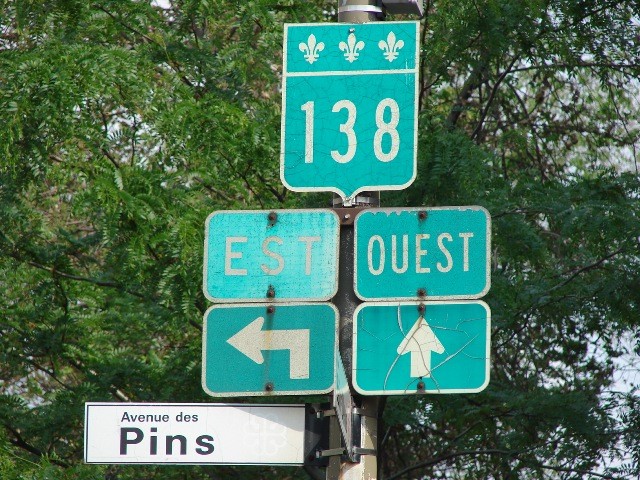 138
EST
OUEST
Avenue des
Pins